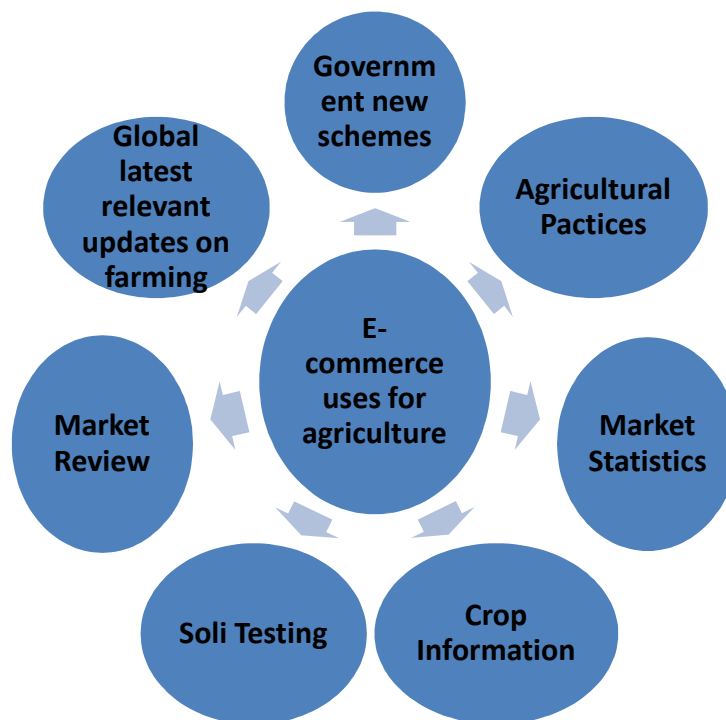 Governm
ent new
schemes
Agricultural
Pactices
Market
Statistics
Crop
Information
Soli Testing
Market
Review
Global
latest
relevant
updates on
farming
E-
commerce
uses for
agriculture